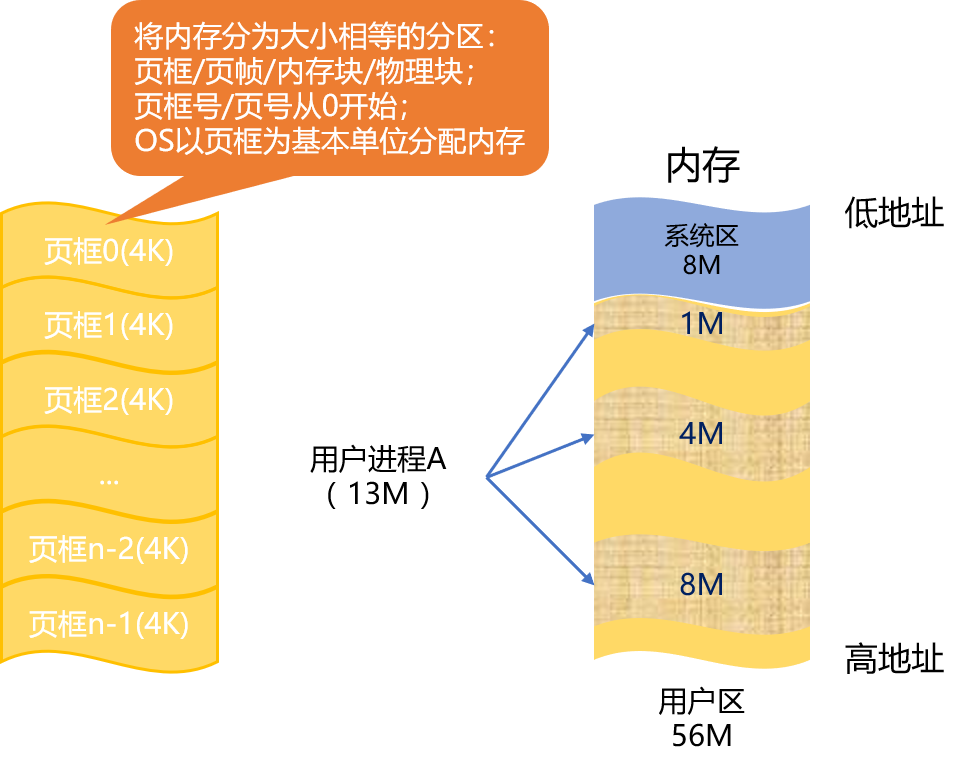 将内存分为大小相等的分区：
页框/页帧/内存块/物理块；
页框号/页号从0开始；
OS以页框为基本单位分配内存
页框0(4K)
页框1(4K)
页框2(4K)
...
页框n-2(4K)
页框n-1(4K)
用户进程A
（13M）
内存
低地址
系统区
8M
1M
4M
8M
高地址
用户区
56M